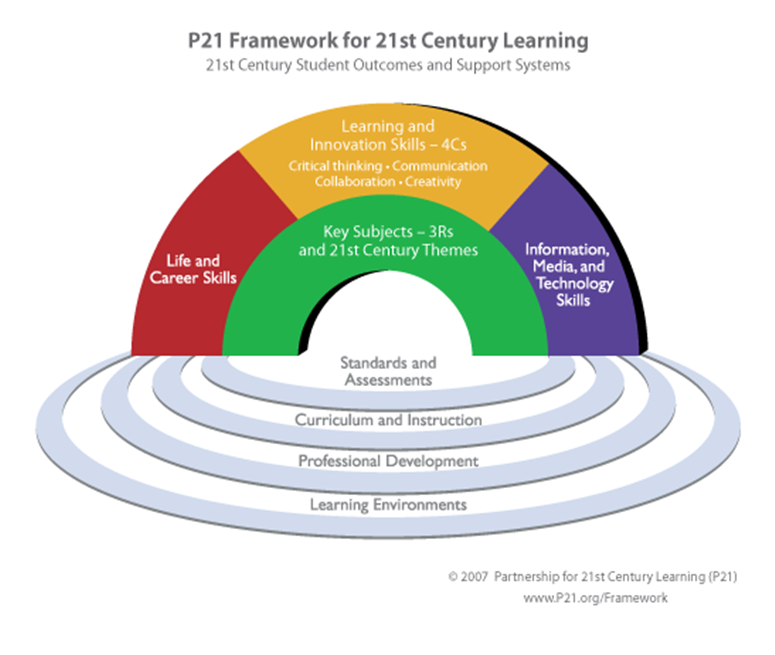 P21 Framework for 21st Century Learning
21st Century Student Outcomes and Support Systems
Learning and
Innovation Skills – 4Cs
Critical thinking • Communication
Collaboration • Creativity
Key Subjects – 3Rs
and 21st Century Themes
Life and
Career Skills
Information,
Media, and
Technology
Skills
Standards and
Assessments
Curriculum and Instruction
Professional Development
Learning Environments
© 2007 Partnership for 21st Century Learning (P21)
www.P21.org/Framework